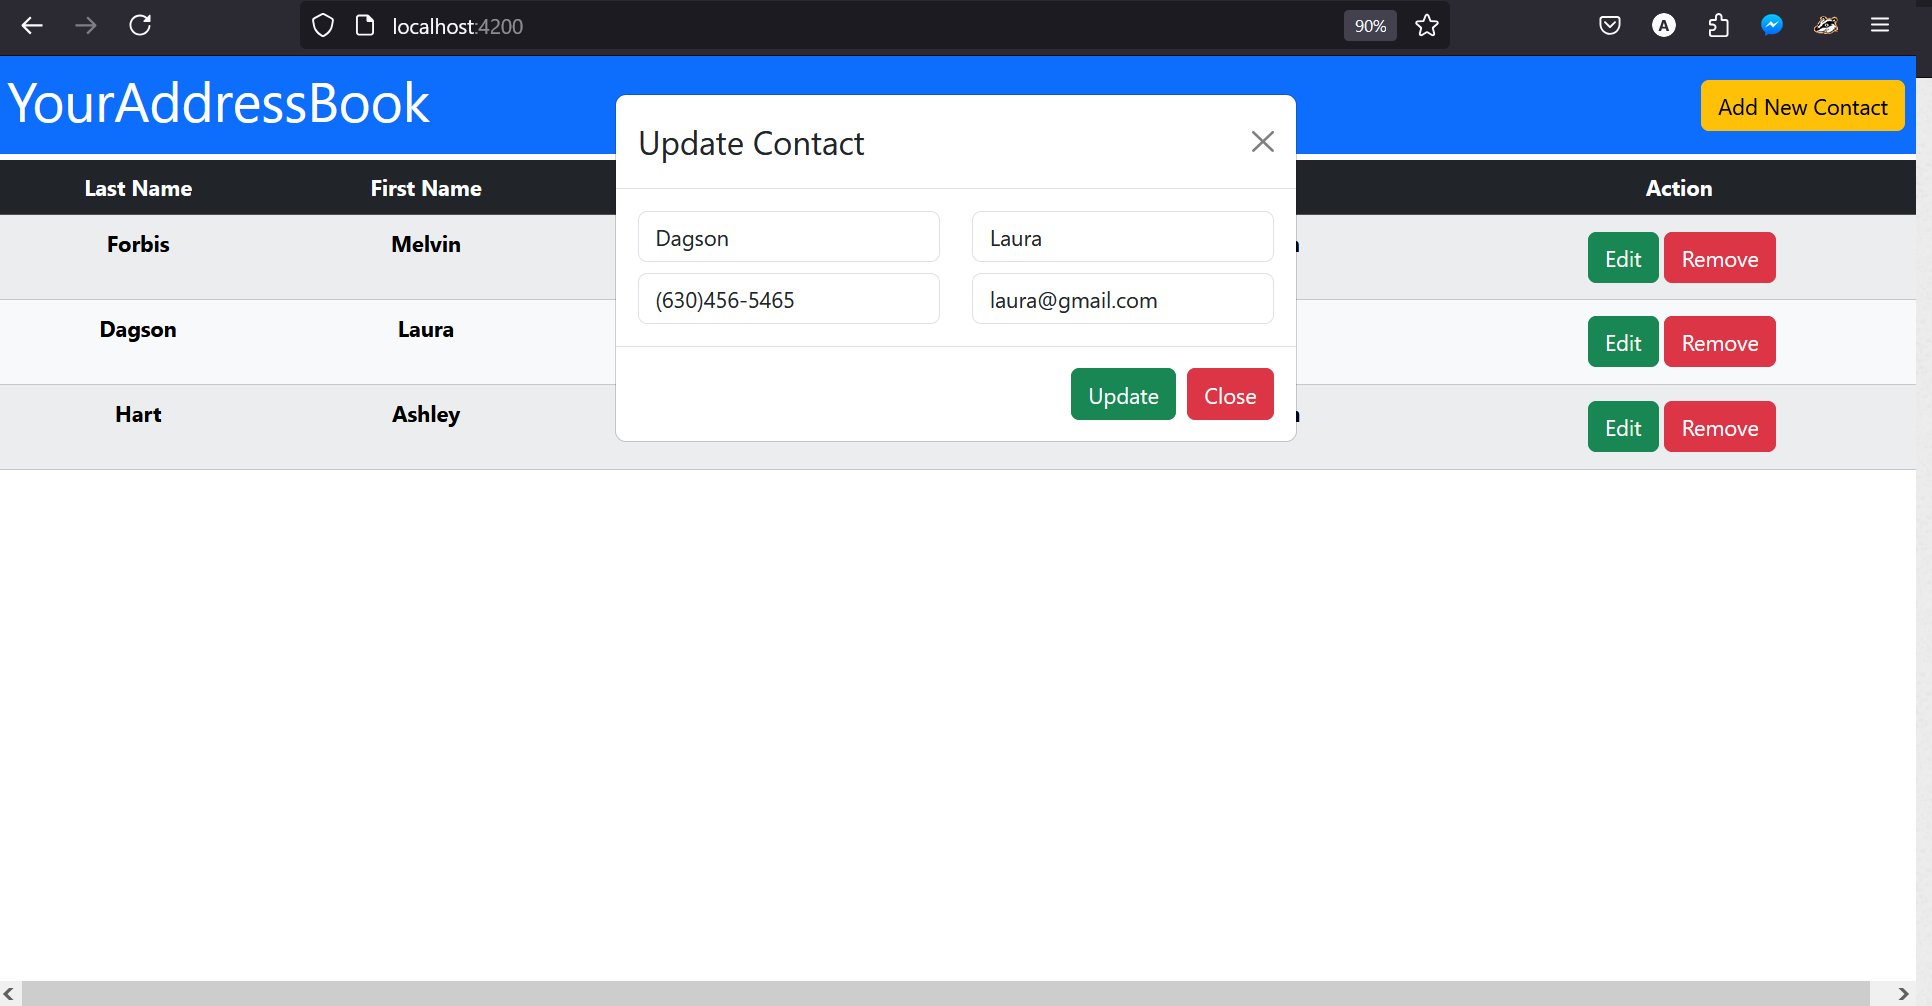 localhost:4200
90%
A
YourAddressBook
Add New Contact
Update Contact
Last Name First Name Action
Forbis Melvin Edit Remove
Dagson Laura
(630)456-5465 laura@gmail.com
Dagson Laura Edit Remove
Update Close
Hart Ashley Edit Remove